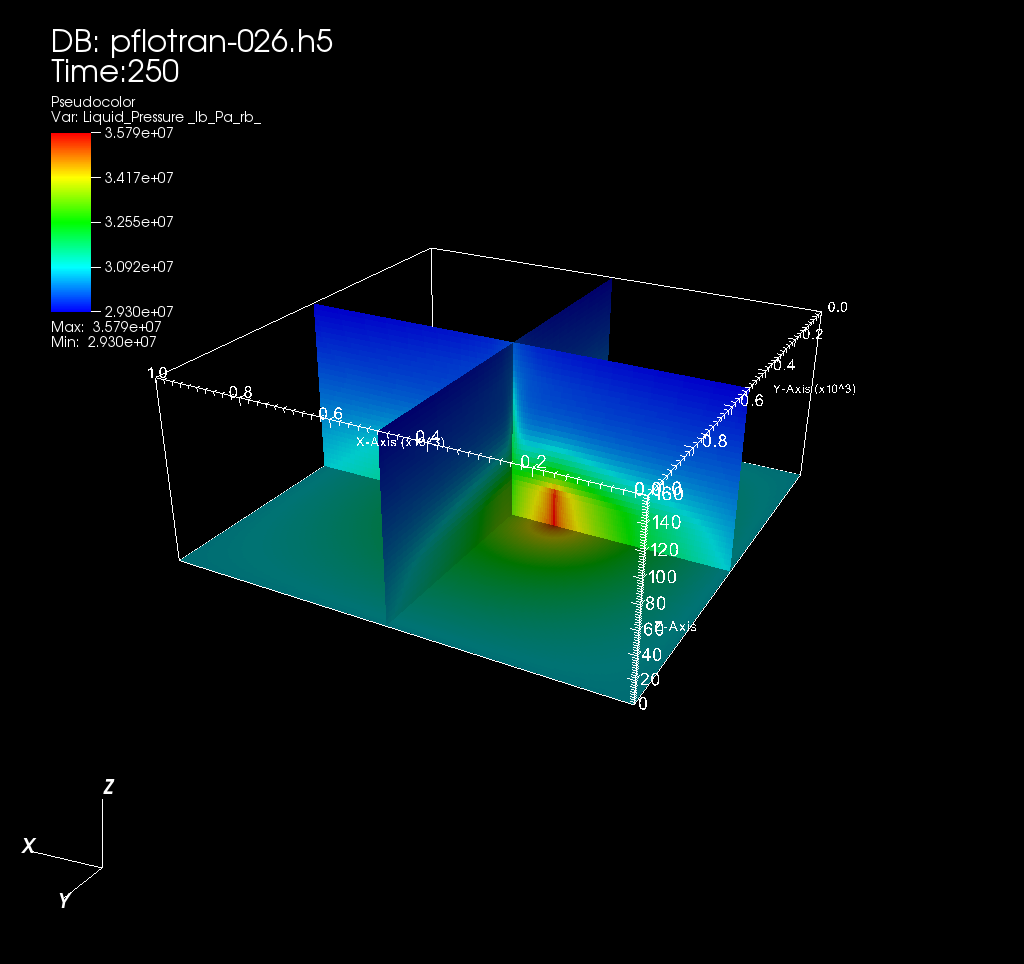 DB: pflotran-026.h5
Time:250
Pseudocolor
Var: Liquid_Pressure _lb_Pa_rb_
3.579e+07
3.417e+07
3.255e+07
3.092e+07
2.930e+07
Max: 3.579e+07
Min: 2.930e+07
0.0
0.2
0.4
Y-Axis (x10^3)
0.6
0.8
1.0
0.8
0.6
0.4
X-Axis
0.2
0.0
160
140
120
100
80
60
Z-Axis
40
20
0
Z
X
Y